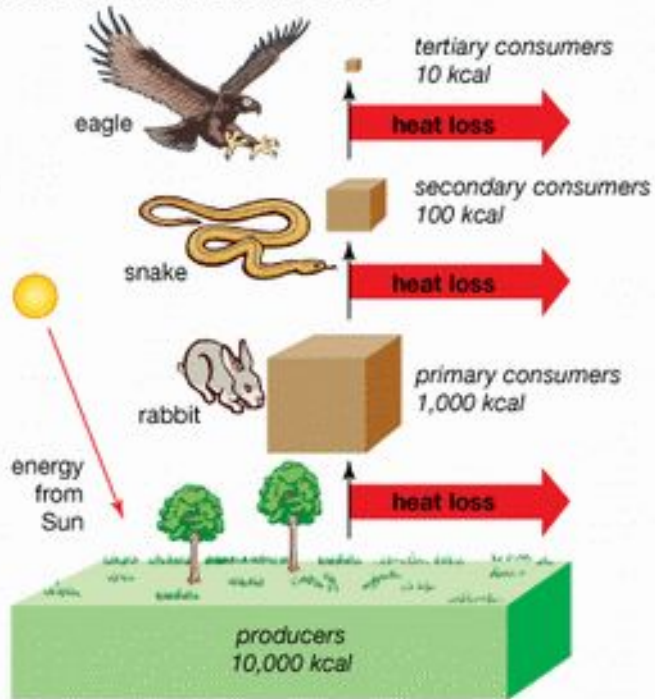 tertiary consumers
10 kcal
eagle
heat loss
secondary consumers
100 kcal
snake
heat loss
primary consumers
1,000 kcal
rabbit
energy
from
Sun
heat loss
producers
10,000 kcal